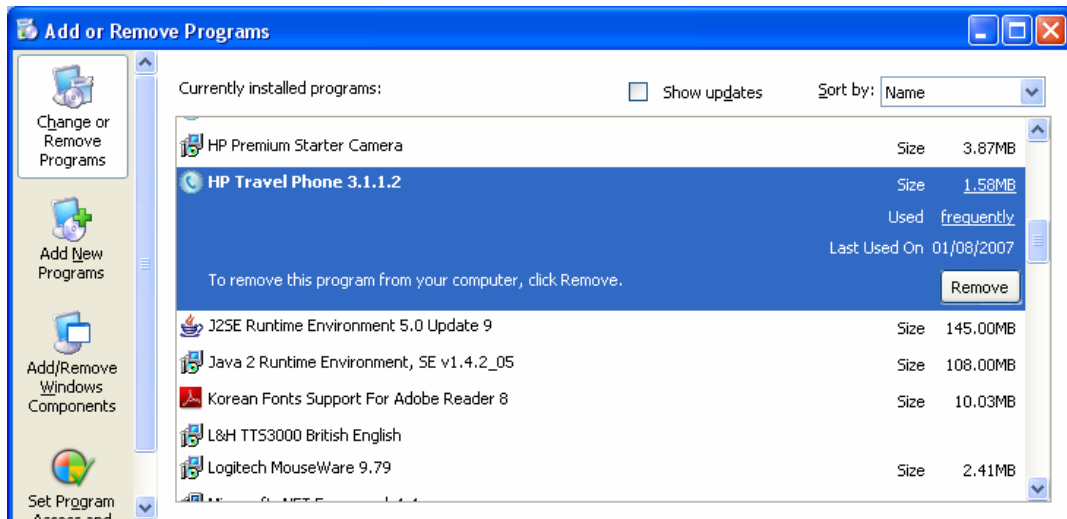 Add or Remove Programs
Change or
Remove
Programs
Add New
Programs
Add/Remove
Windows
Components
Set Program
Access and
Currently installed programs:
Show updates
Sort by: Name
HP Premium Starter Camera Size 3.87MB
HP Travel Phone 3.1.1.2 Size 1.58MB
Used frequently
Last Used On 01/08/2007
To remove this program from your computer, click Remove.
Remove
J2SE Runtime Environment 5.0 Update 9 Size 145.00MB
Java 2 Runtime Environment, SE v1.4.2_05 Size 108.00MB
Korean Fonts Support For Adobe Reader 8 Size 10.03MB
L&H TTS3000 British English
Logitech MouseWare 9.79 Size 2.41MB